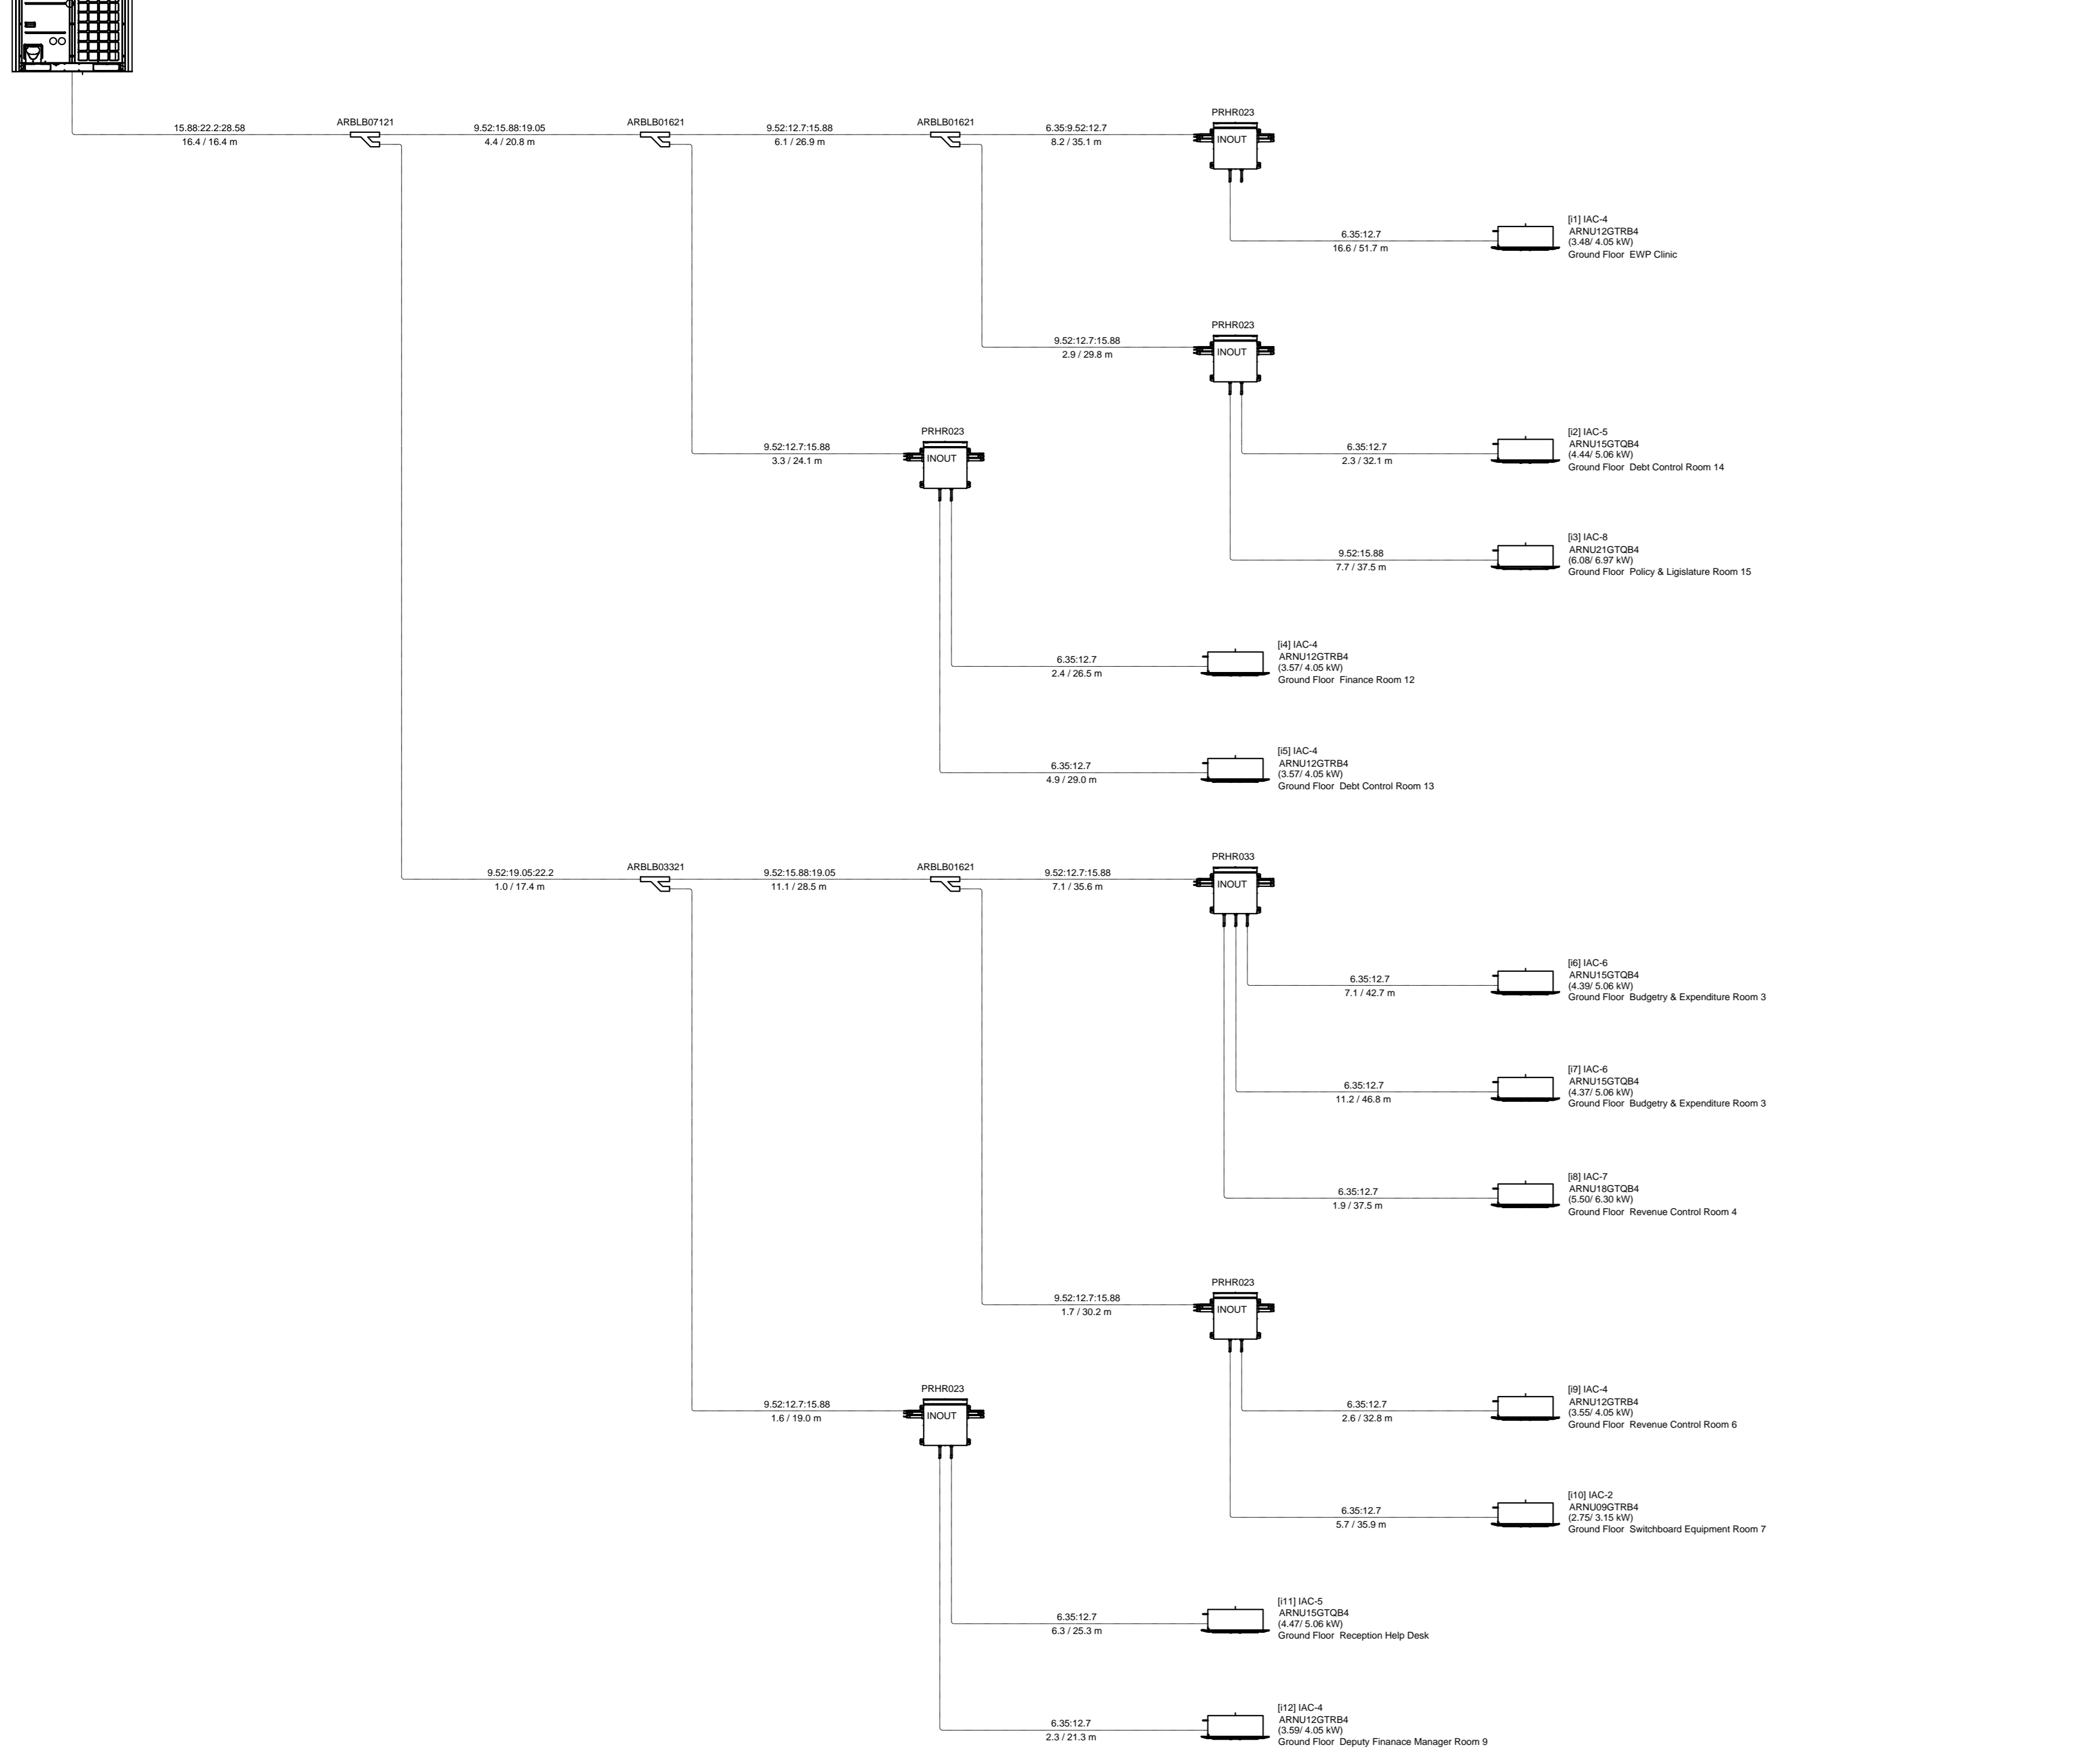 PRHR023
ARBLB07121
ARBLB01621
ARBLB01621
15.88:22.2:28.58
9.52:15.88:19.05
9.52:12.7:15.88
6.35:9.52:12.7
INOUT
16.4 / 16.4 m
4.4 / 20.8 m
6.1 / 26.9 m
8.2 / 35.1 m
[i1] IAC-4
ARNU12GTRB4
(3.48/ 4.05 kW)
Ground Floor EWP Clinic
6.35:12.7
16.6 / 51.7 m
PRHR023
9.52:12.7:15.88
2.9 / 29.8 m
INOUT
[i2] IAC-5
ARNU15GTQB4
(4.44/ 5.06 kW)
Ground Floor Debt Control Room 14
6.35:12.7
2.3 / 32.1 m
PRHR023
9.52:12.7:15.88
3.3 / 24.1 m
INOUT
[i3] IAC-8
ARNU21GTQB4
(6.08/ 6.97 kW)
Ground Floor Policy & Ligislature Room 15
9.52:15.88
7.7 / 37.5 m
[i4] IAC-4
ARNU12GTRB4
(3.57/ 4.05 kW)
Ground Floor Finance Room 12
6.35:12.7
2.4 / 26.5 m
[i5] IAC-4
ARNU12GTRB4
(3.57/ 4.05 kW)
Ground Floor Debt Control Room 13
6.35:12.7
4.9 / 29.0 m
PRHR033
ARBLB03321
ARBLB01621
9.52:19.05:22.2
9.52:15.88:19.05
9.52:12.7:15.88
INOUT
1.0 / 17.4 m
11.1 / 28.5 m
7.1 / 35.6 m
[i6] IAC-6
ARNU15GTQB4
(4.39/ 5.06 kW)
Ground Floor Budgetry & Expenditure Room 3
6.35:12.7
7.1 / 42.7 m
[i7] IAC-6
ARNU15GTQB4
(4.37/ 5.06 kW)
Ground Floor Budgetry & Expenditure Room 3
6.35:12.7
11.2 / 46.8 m
[i8] IAC-7
ARNU18GTQB4
(5.50/ 6.30 kW)
Ground Floor Revenue Control Room 4
6.35:12.7
1.9 / 37.5 m
PRHR023
9.52:12.7:15.88
1.7 / 30.2 m
INOUT
[i9] IAC-4
ARNU12GTRB4
(3.55/ 4.05 kW)
Ground Floor Revenue Control Room 6
6.35:12.7
2.6 / 32.8 m
PRHR023
9.52:12.7:15.88
1.6 / 19.0 m
INOUT
[i10] IAC-2
ARNU09GTRB4
(2.75/ 3.15 kW)
Ground Floor Switchboard Equipment Room 7
6.35:12.7
5.7 / 35.9 m
[i11] IAC-5
ARNU15GTQB4
(4.47/ 5.06 kW)
Ground Floor Reception Help Desk
6.35:12.7
6.3 / 25.3 m
[i12] IAC-4
ARNU12GTRB4
(3.59/ 4.05 kW)
Ground Floor Deputy Finanace Manager Room 9
6.35:12.7
2.3 / 21.3 m